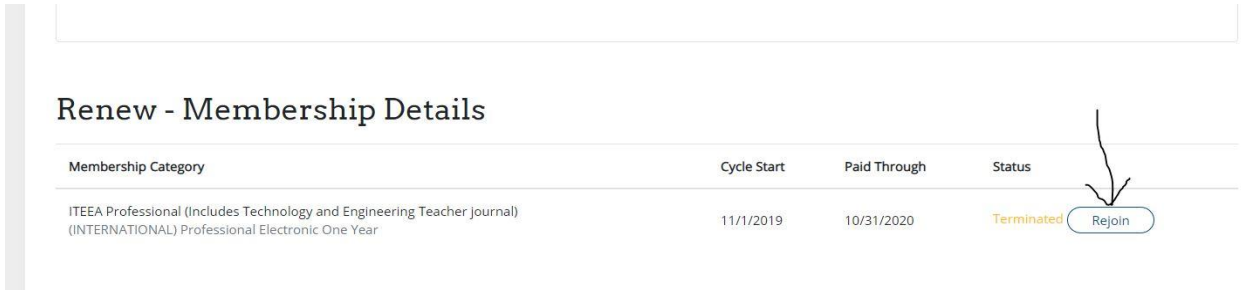 Renew - Membership Details
Membership Category Cycle Start Paid Through Status
ITEEA Professional (Includes Technology and Engineering Teacher journal)
(INTERNATIONAL) Professional Electronic One Year
11/1/2019 10/31/2020 Terminated Rejoin